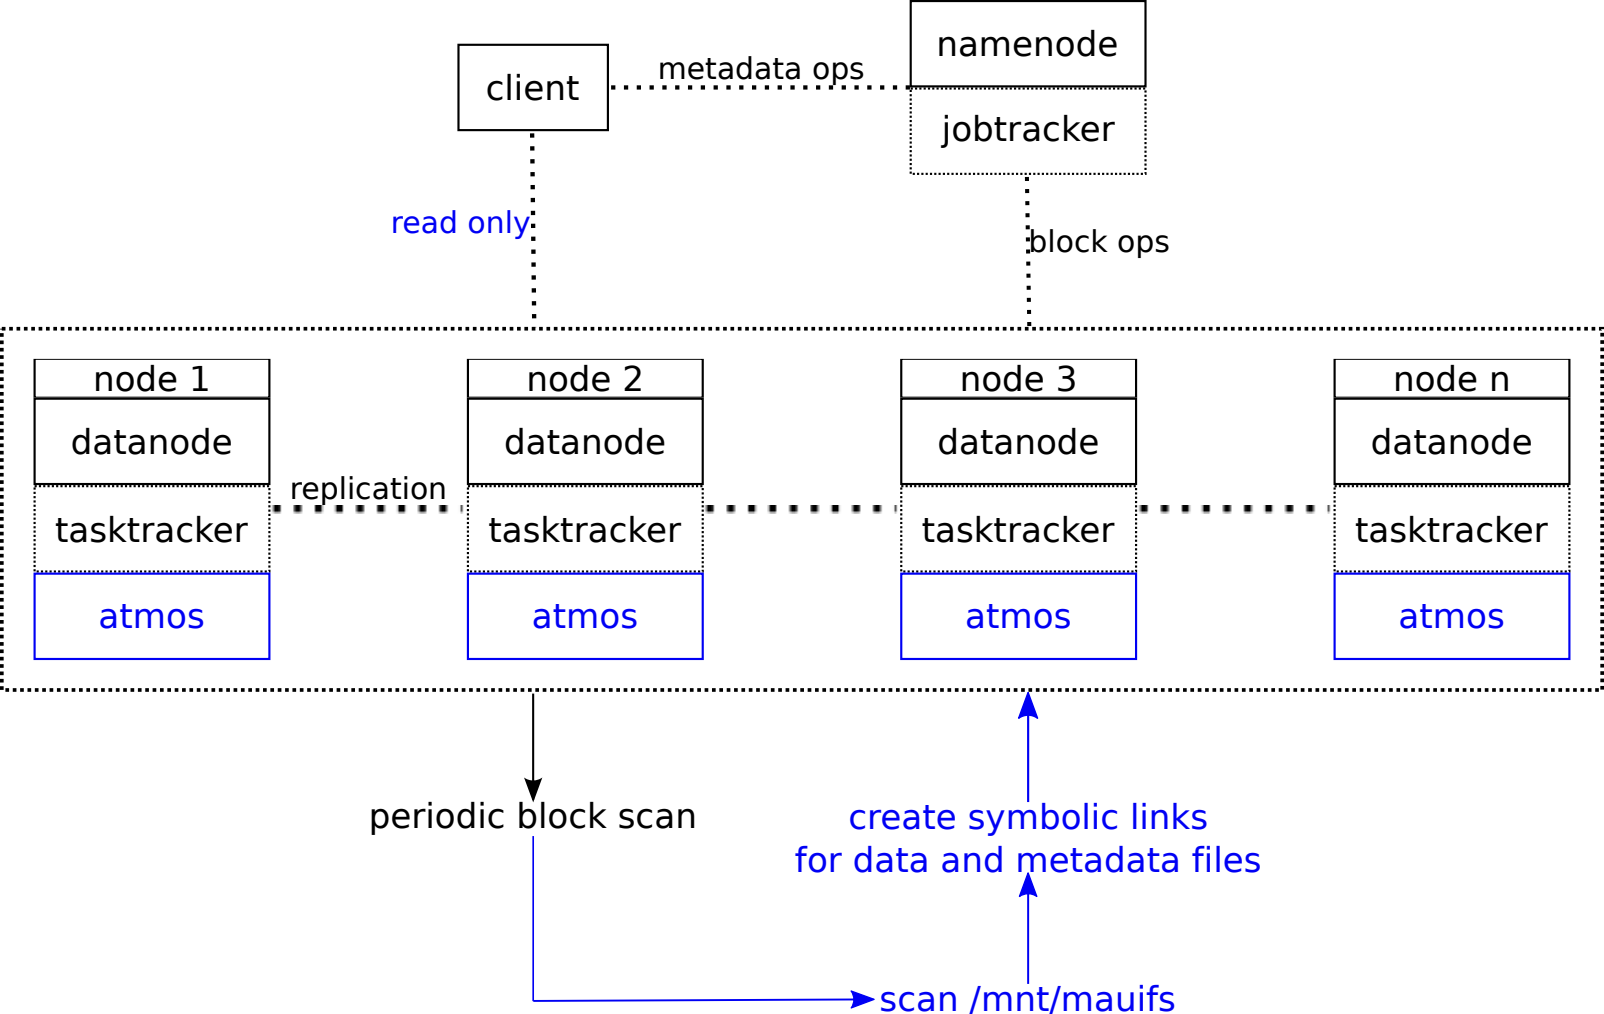 namenode
client
metadata ops
jobtracker
read only
block ops
node 1
node 2
node 3
node n
datanode
datanode
datanode
datanode
replication
tasktracker
tasktracker
tasktracker
tasktracker
atmos
atmos
atmos
atmos
periodic block scan
create symbolic links
for data and metadata files
scan /mnt/mauifs